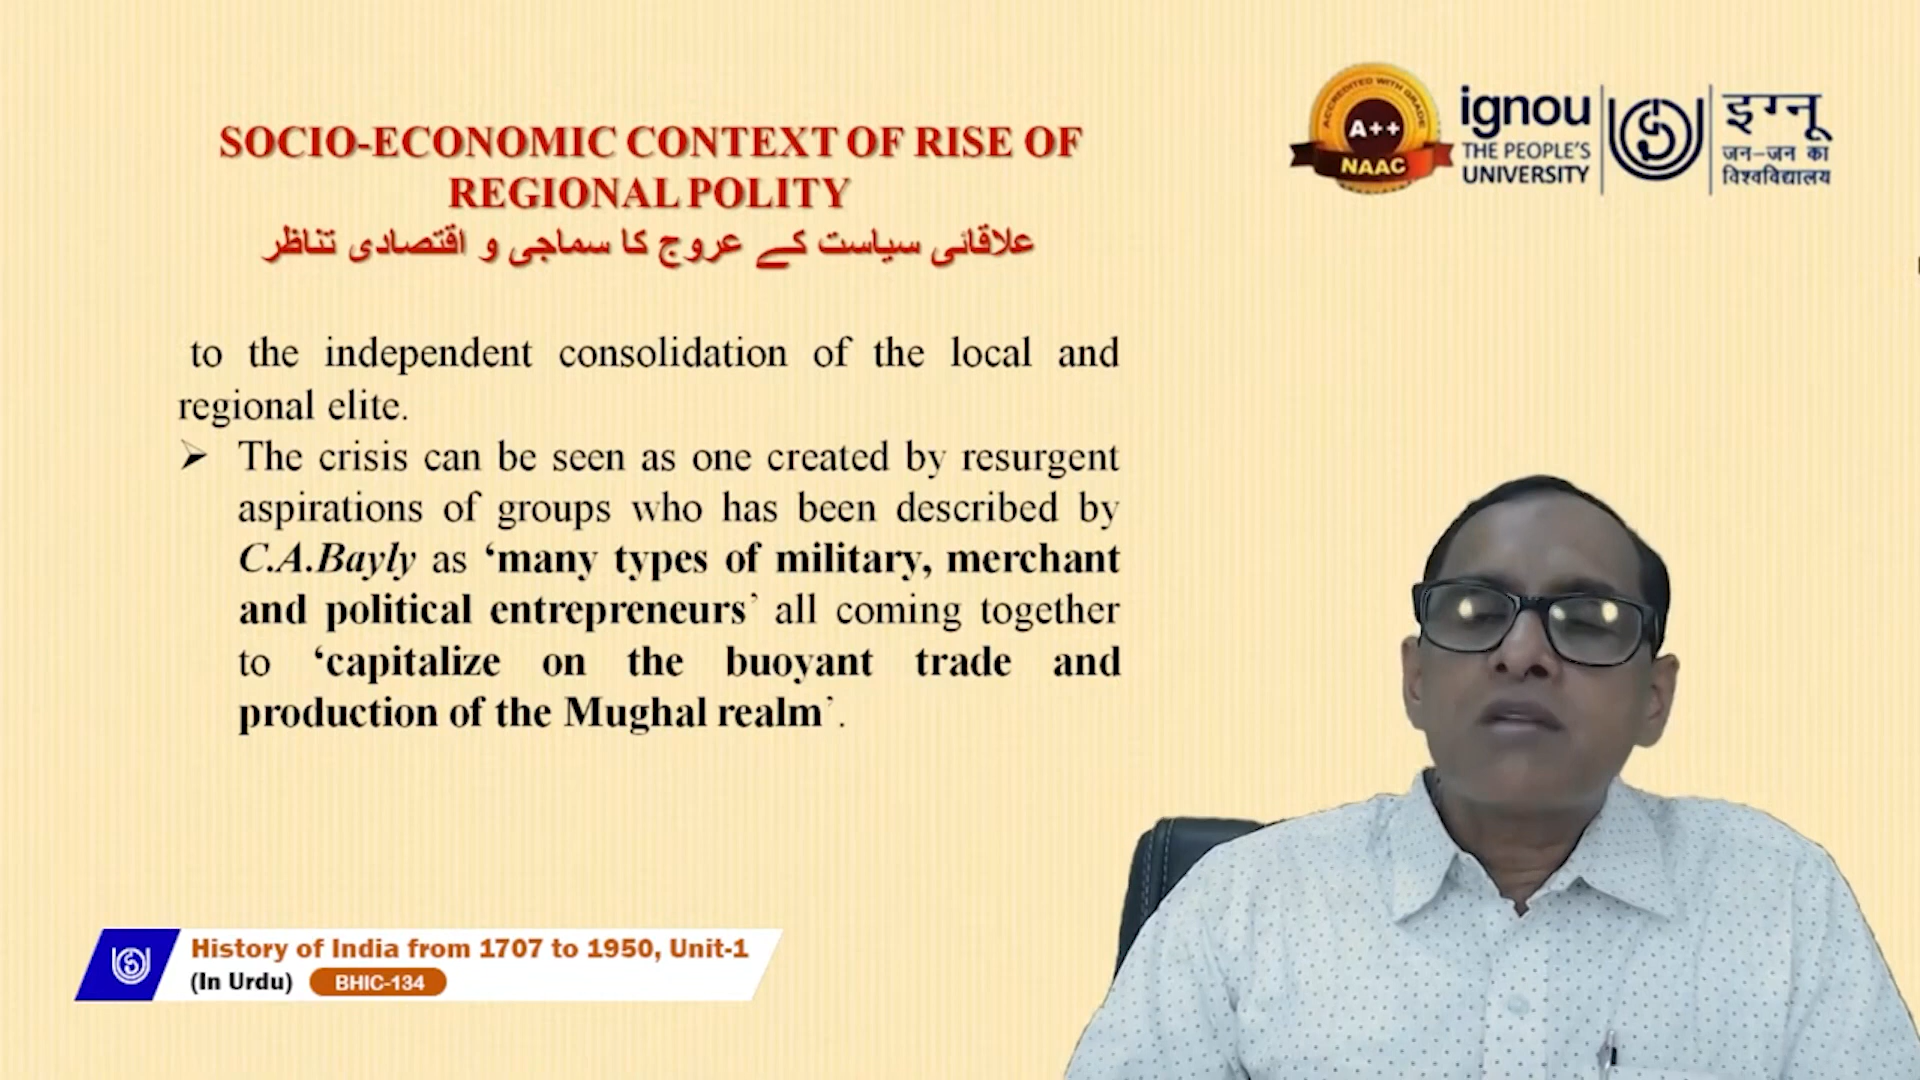 SOCIO-ECONOMIC CONTEXT OF RISE OF
REGIONAL POLITY
علاقائی سیاست کے عروج کا سماجی و اقتصادی تناظر
to the independent consolidation of the local and
regional elite.
➢ The crisis can be seen as one created by resurgent
aspirations of groups who has been described by
C.A.Bayly as ‘many types of military, merchant
and political entrepreneurs’ all coming together
to ‘capitalize on the buoyant trade and
production of the Mughal realm’.
ACCREDITED WITH GRADE
A++
NAAC
ignou
THE PEOPLE'S
UNIVERSITY
इग्नू
जन-जन का
विश्वविद्यालय
History of India from 1707 to 1950, Unit-1
(In Urdu) BHIC-134